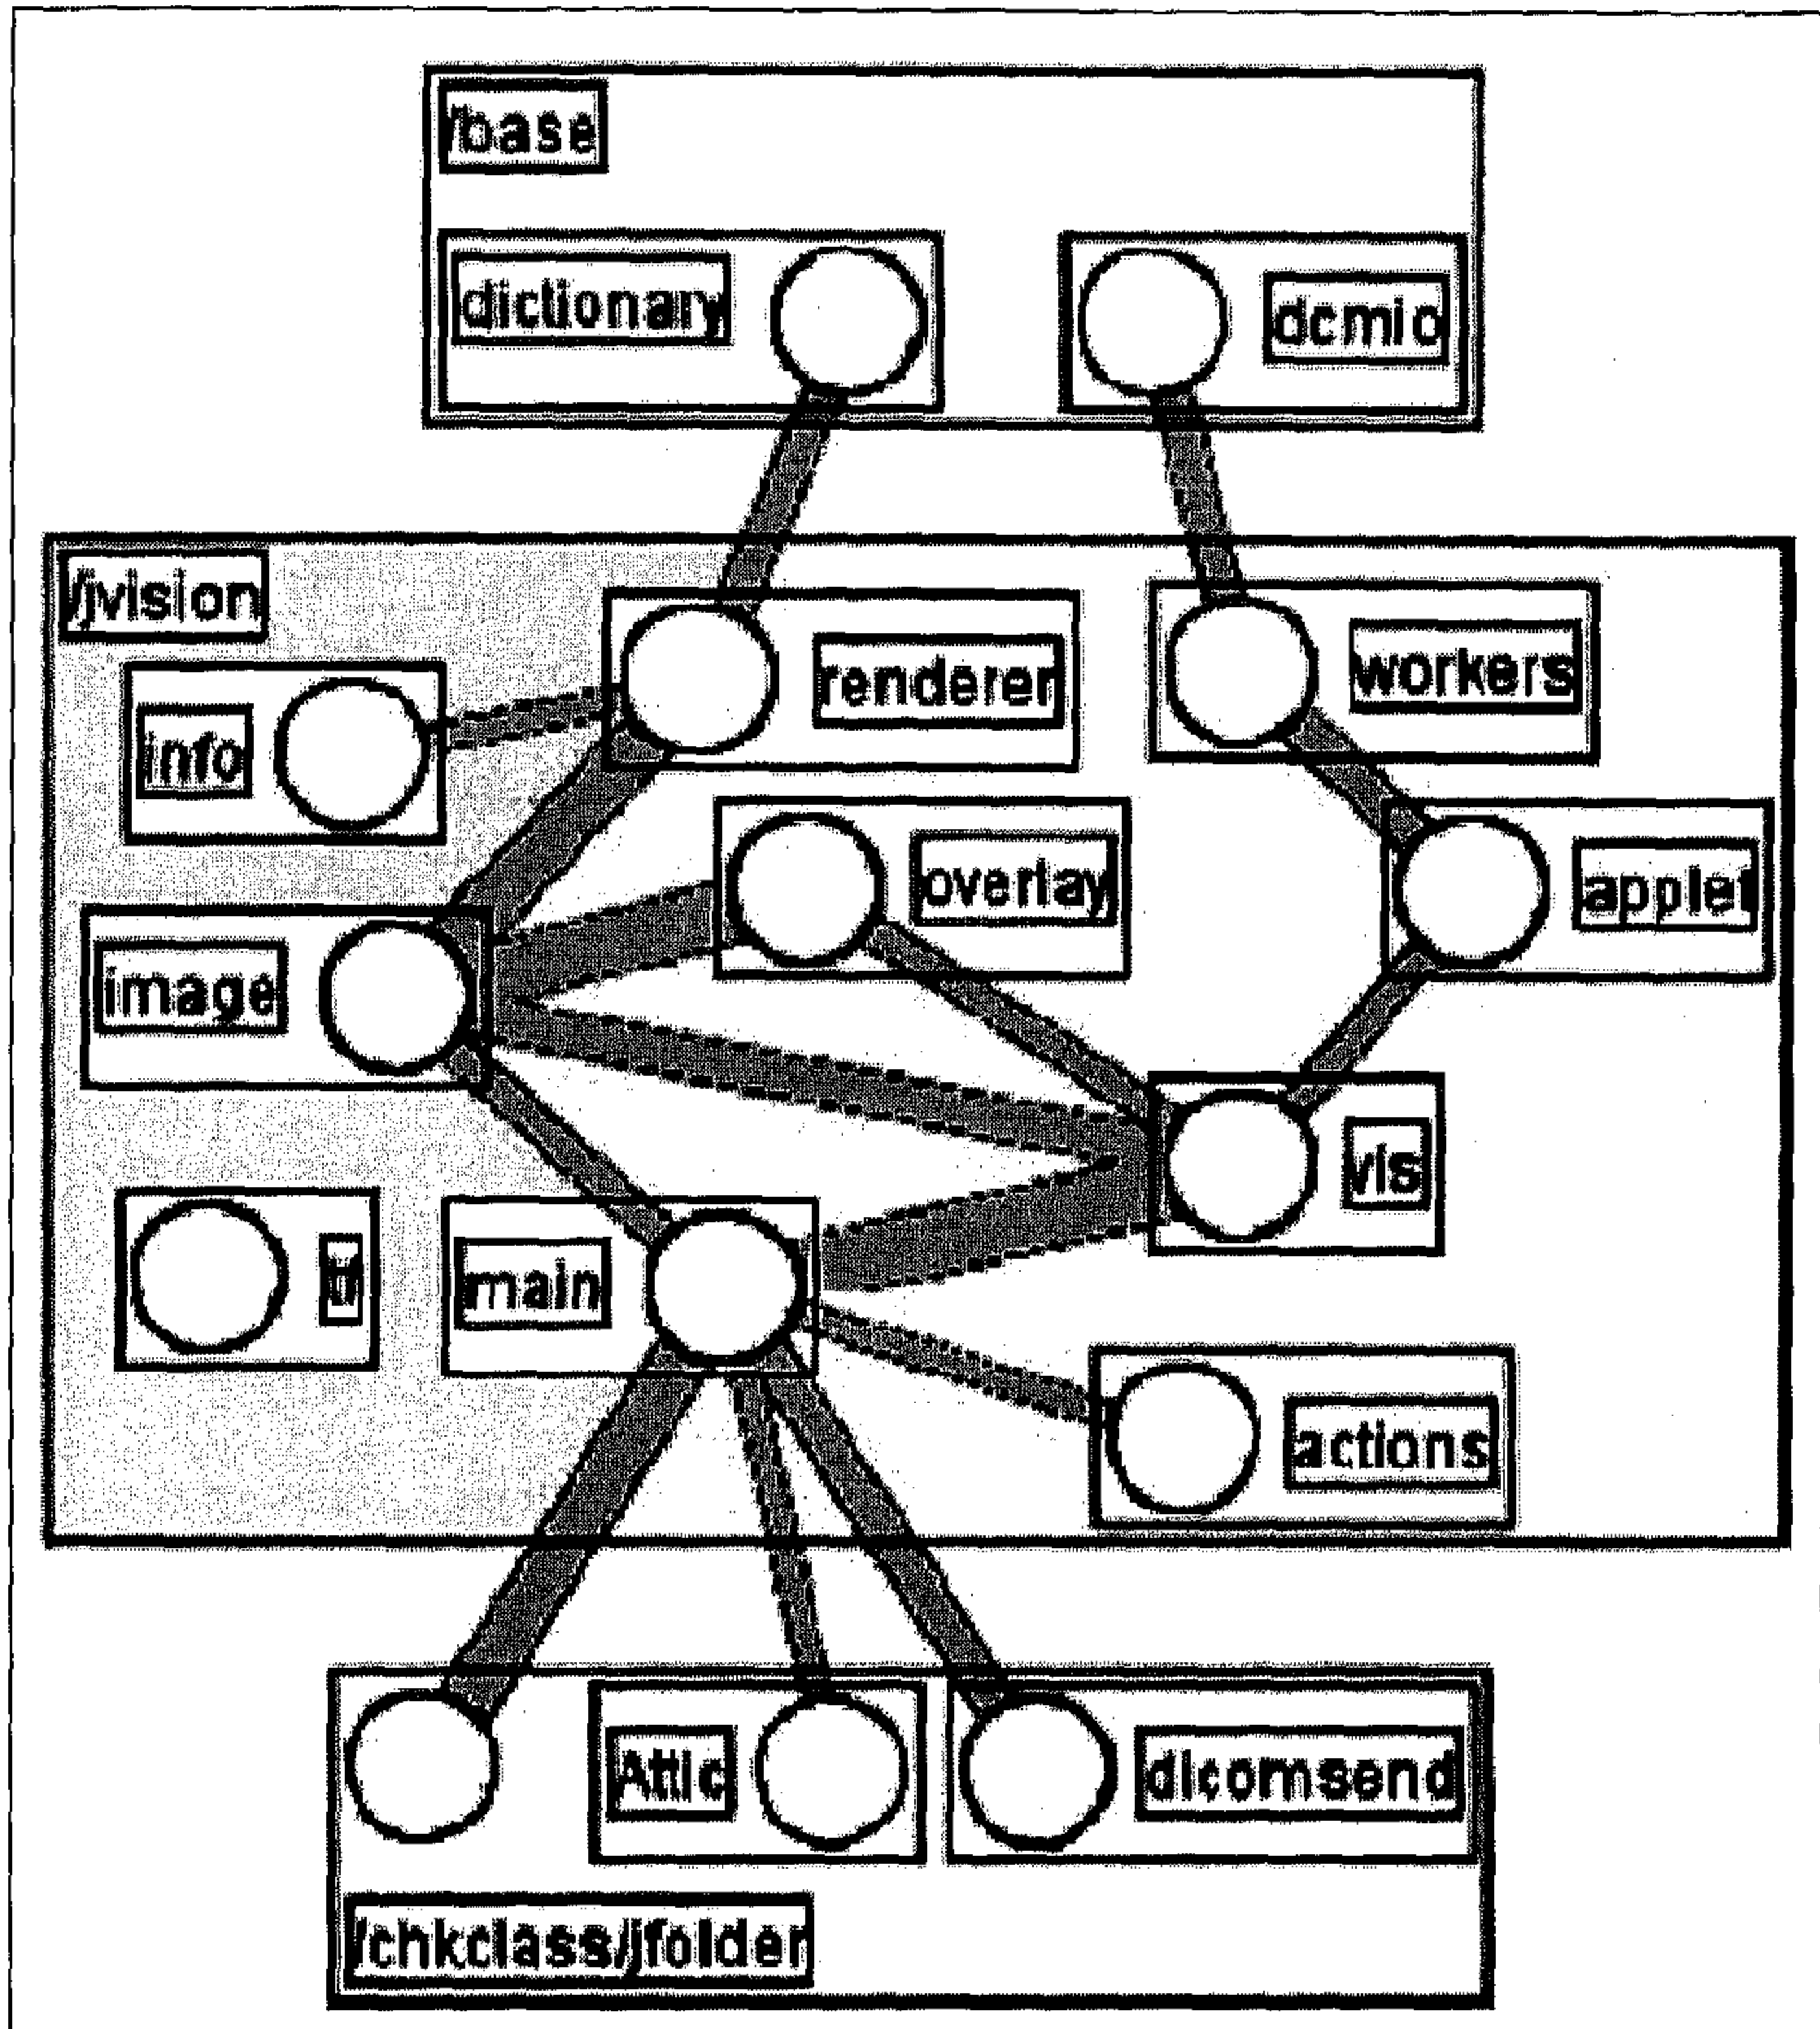 /base
dictionary
dcmio
/jvision
renderer
workers
info
overlay
applet
image
vis
main
actions
Attic
dicomsend
/chkclass/jfolder